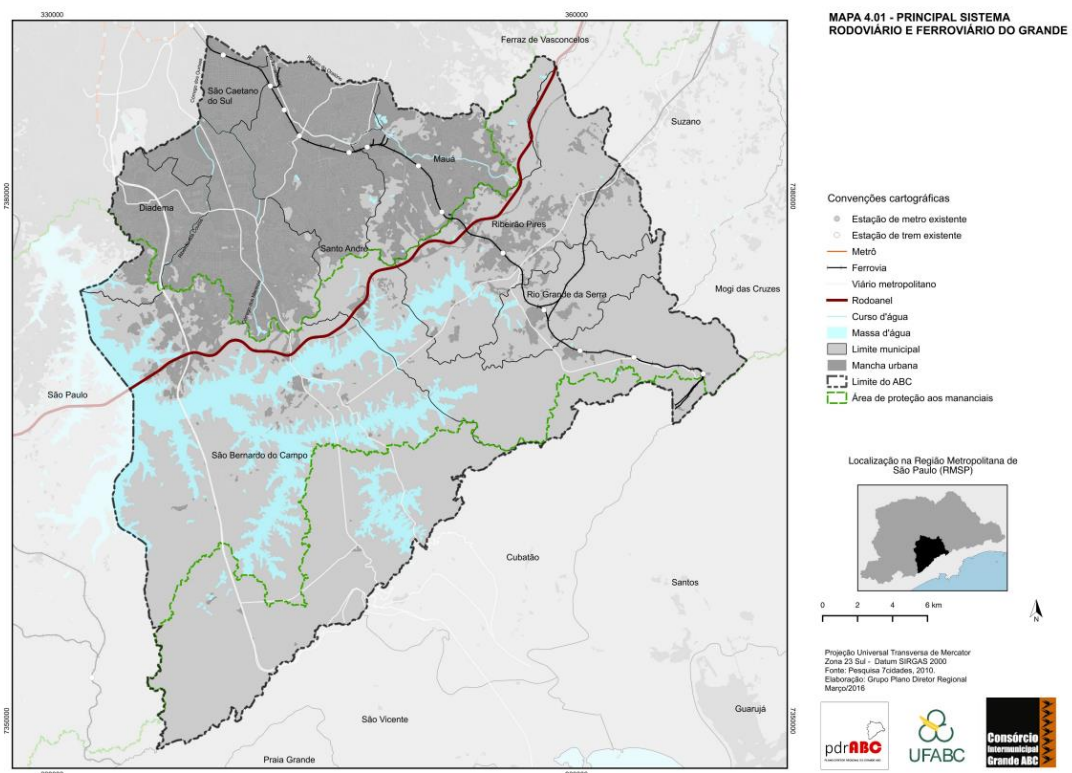 330000
360000
MAPA 4.01 - PRINCIPAL SISTEMA
RODOVIÁRIO E FERROVIÁRIO DO GRANDE
Ferraz de Vasconcelos
São Caetano
do Sul
Suzano
Mauá
7380000
7380000
Diadema
Santo André
Ribeirão Pires
Rio Grande da Serra
Mogi das Cruzes
São Paulo
São Bernardo do Campo
Cubatão
Santos
São Vicente
Guarujá
Praia Grande
7350000
7350000
Convenções cartográficas
Estação de metro existente
Estação de trem existente
Metrô
Ferrovia
Viário metropolitano
Rodoanel
Curso d'água
Massa d'água
Limite municipal
Mancha urbana
Limite do ABC
Área de proteção aos mananciais
Localização na Região Metropolitana de
São Paulo (RMSP)
0 2 4 6 km
N
Projeção Universal Transversa de Mercator
Zona 23 Sul - Datum SIRGAS 2000
Fonte: Pesquisa 7cidades, 2010.
Elaboração: Grupo Plano Diretor Regional
Março/2016
pdrABC
UFABC
Consórcio
Intermunicipal
Grande ABC